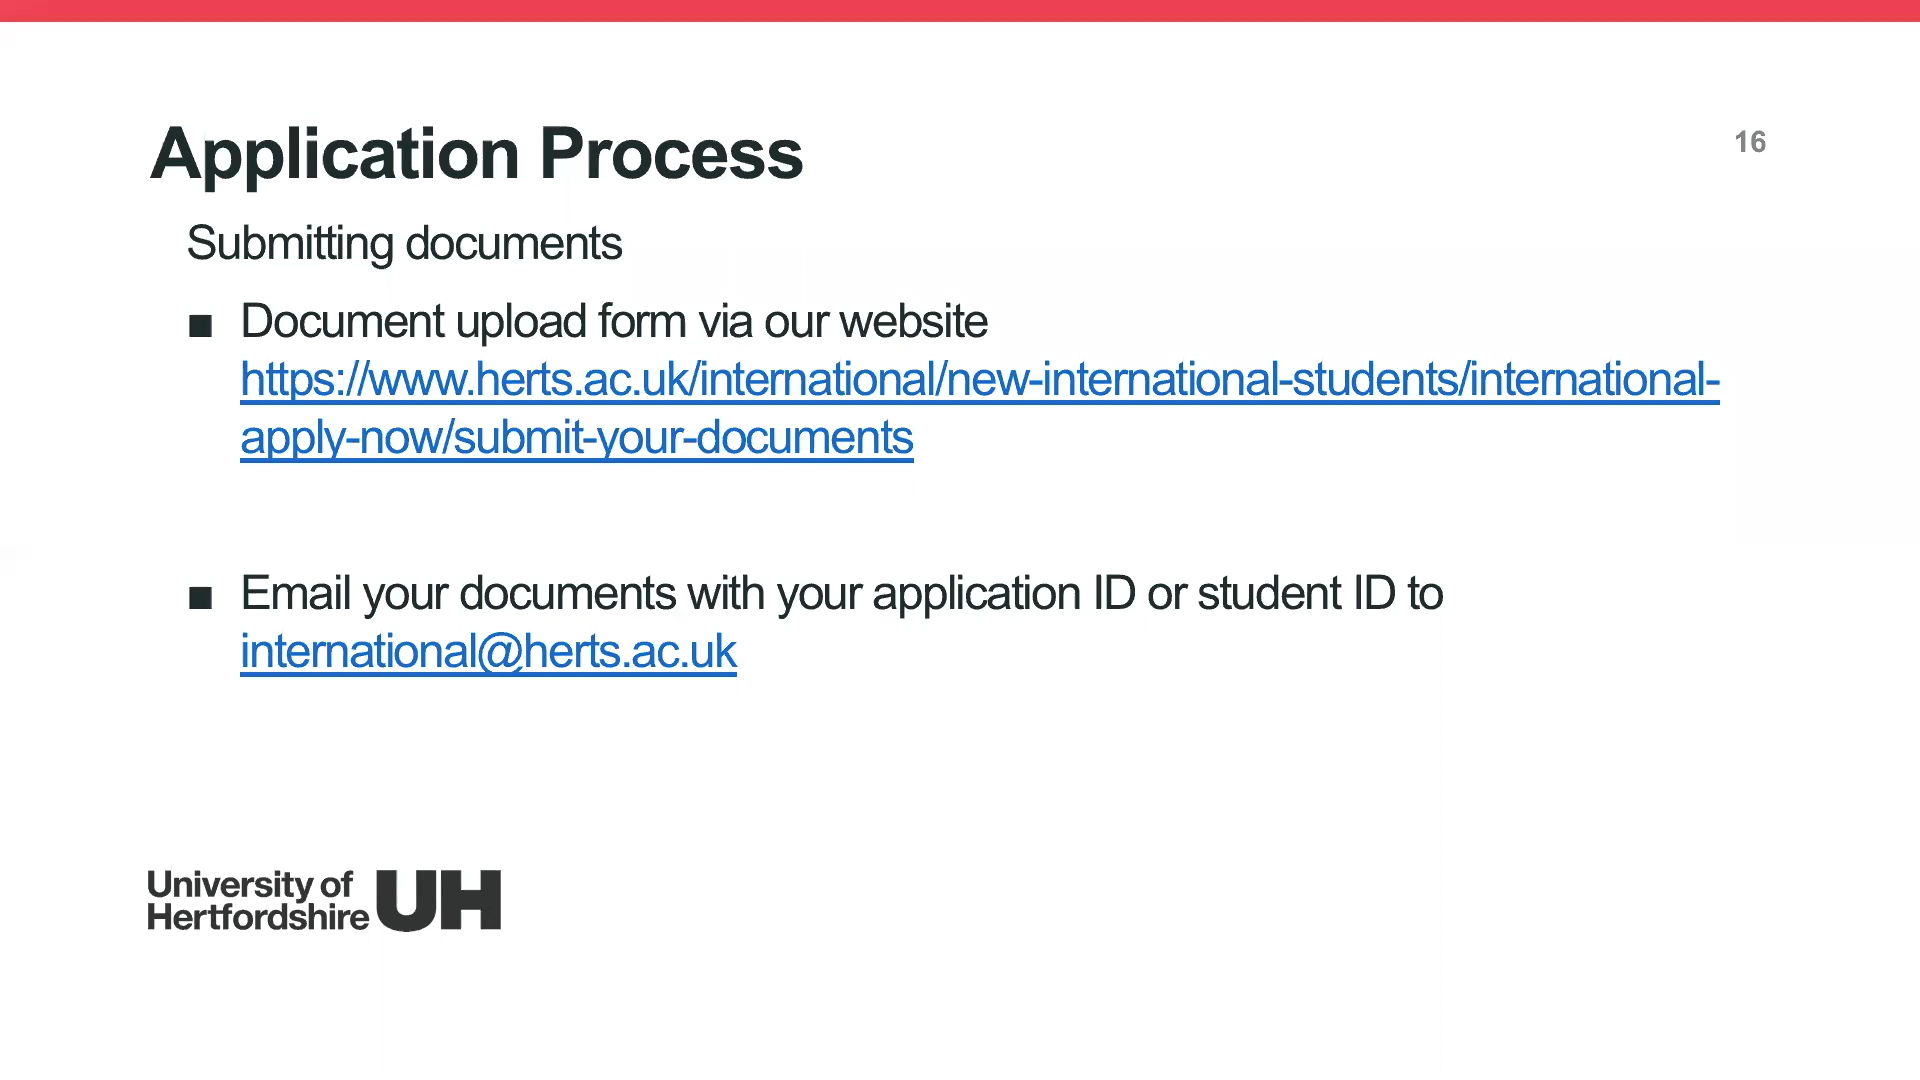 Application Process
16
Submitting documents
■ Document upload form via our website
https://www.herts.ac.uk/international/new-international-students/international-
apply-now/submit-your-documents
■ Email your documents with your application ID or student ID to
international@herts.ac.uk
University of
Hertfordshire UH